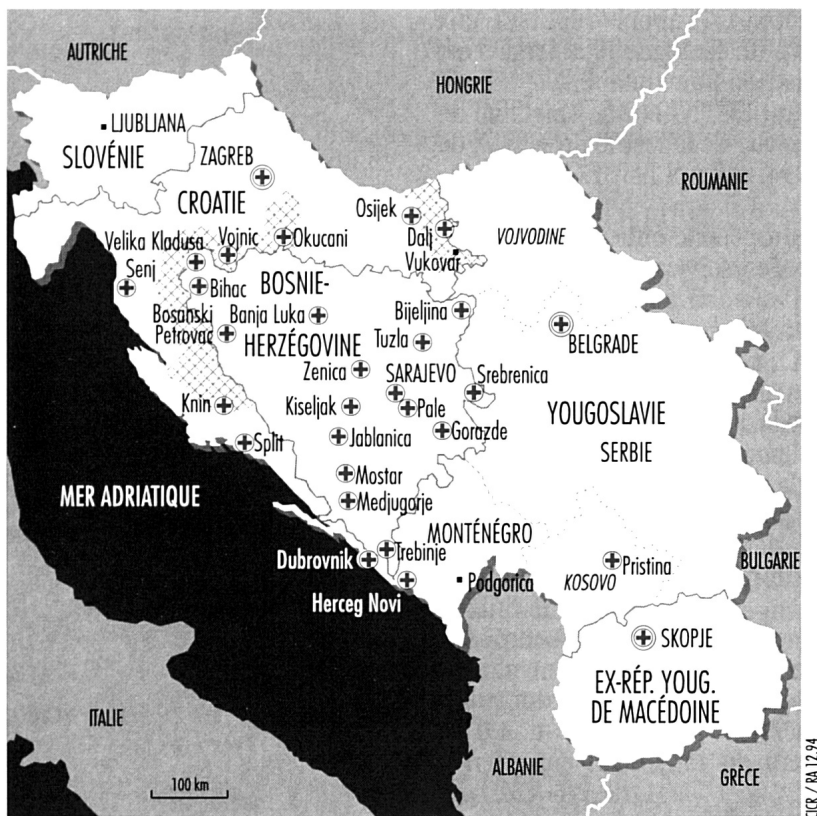 AUTRICHE
HONGRIE
LJUBLJANA
SLOVÉNIE
ZAGREB
ROUMANIE
CROATIE
Osijek
Velika Kladusa
Vojnic
Okucani
Dalj
VOJVODINE
Vukovar
Senj
BOSNIE-
Bihac
Bosanski
Petrovac
Banja Luka
Bijeljina
HERZÉGOVINE
Tuzla
BELGRADE
Zenica
SARAJEVO
Srebrenica
Knin
Kiseljak
Pale
YOUGOSLAVIE
Split
Jablanica
Gorazde
SERBIE
Mostar
MER ADRIATIQUE
Medjugorje
MONTÉNÉGRO
Dubrovnik
Trebinje
Pristina
BULGARIE
Herceg Novi
Podgorica
KOSOVO
SKOPJE
EX-RÉP. YOUG.
DE MACÉDOINE
ITALIE
ALBANIE
GRÈCE
100 km
CICR / RA 12.94